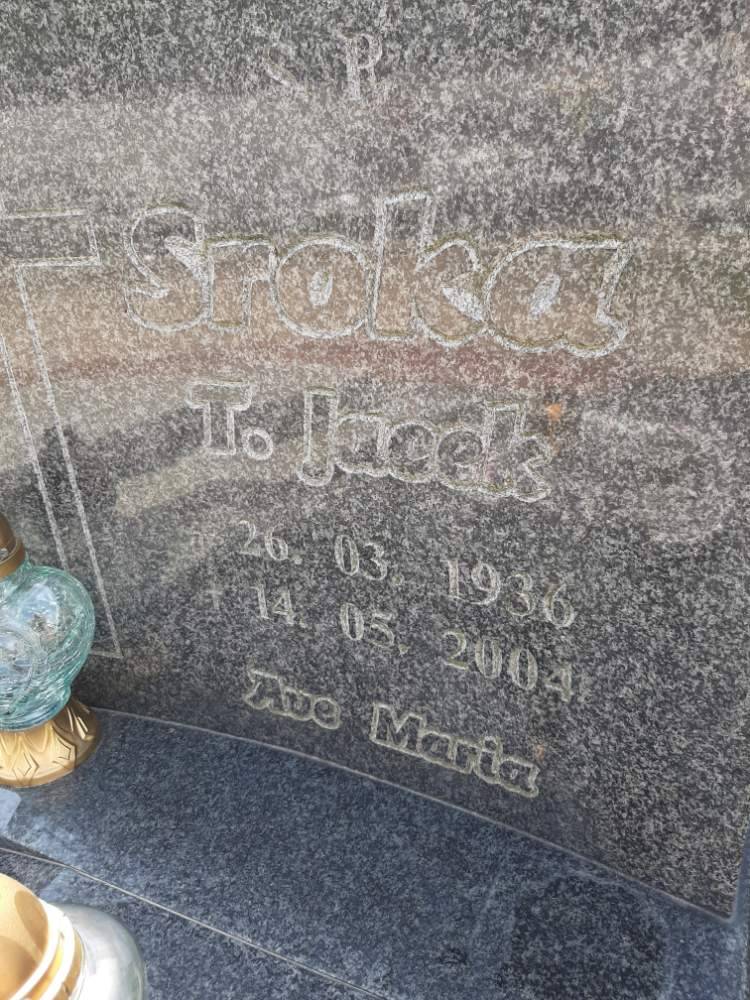 Ś P
Sroka
T. Jacek
* 26. 03. 1936
+ 14. 05. 2004
Ave Maria